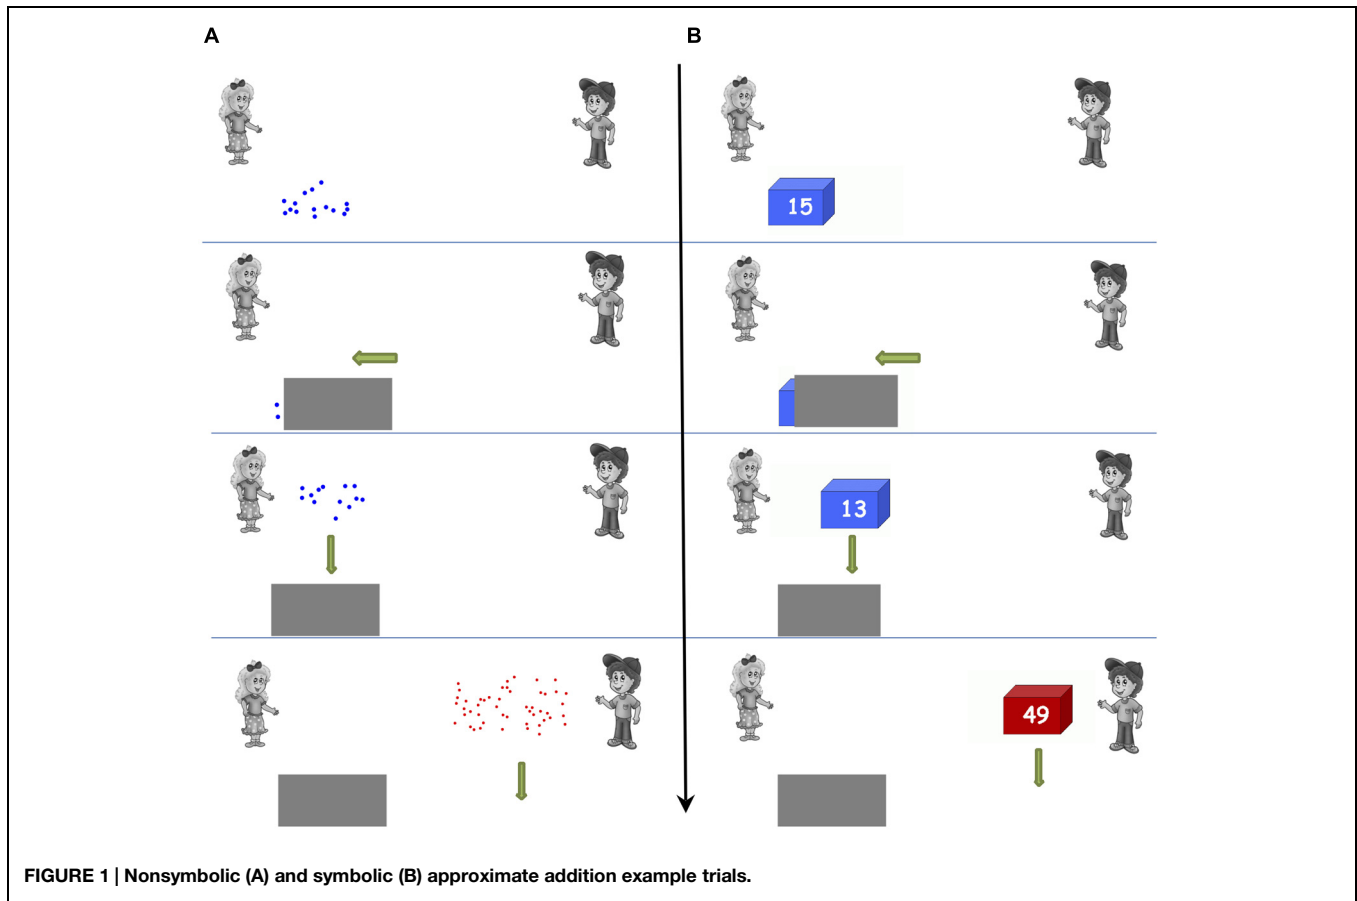 A
B
15
13
49
FIGURE 1 | Nonsymbolic (A) and symbolic (B) approximate addition example trials.